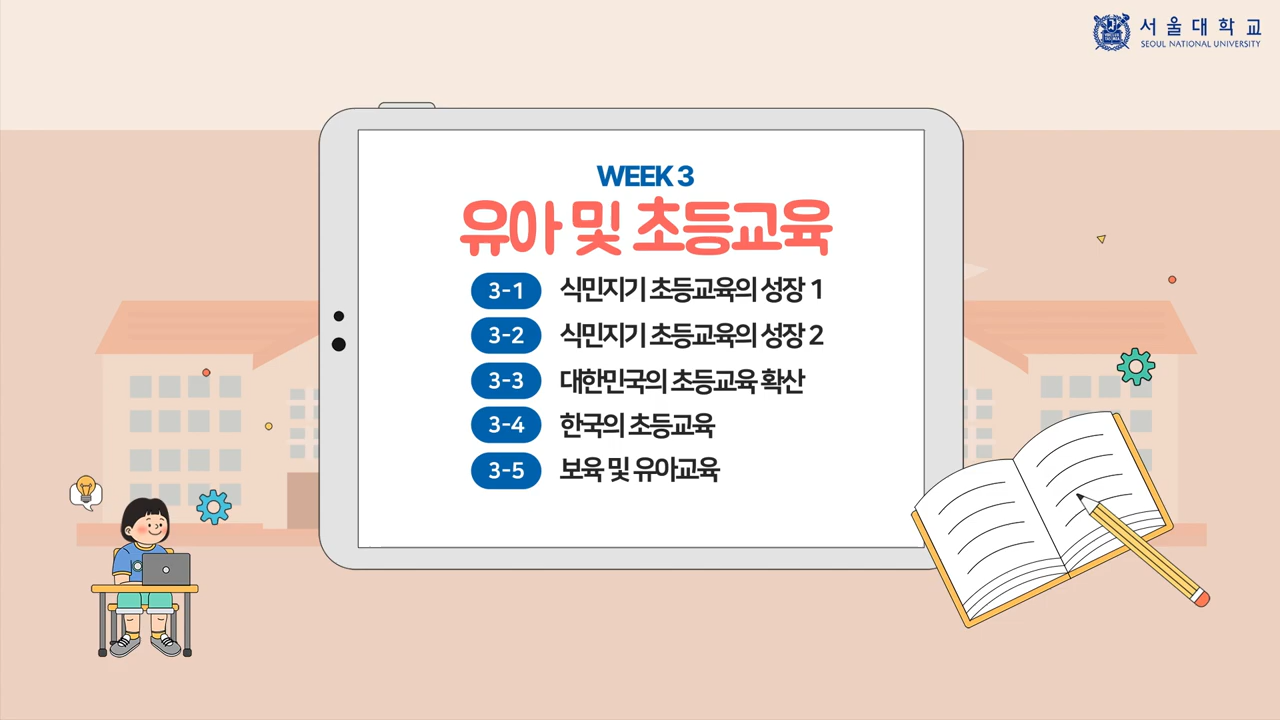 서울대학교
SEOUL NATIONAL UNIVERSITY
WEEK 3
유아 및 초등교육
3-1 식민지기 초등교육의 성장 1
3-2 식민지기 초등교육의 성장 2
3-3 대한민국의 초등교육 확산
3-4 한국의 초등교육
3-5 보육 및 유아교육